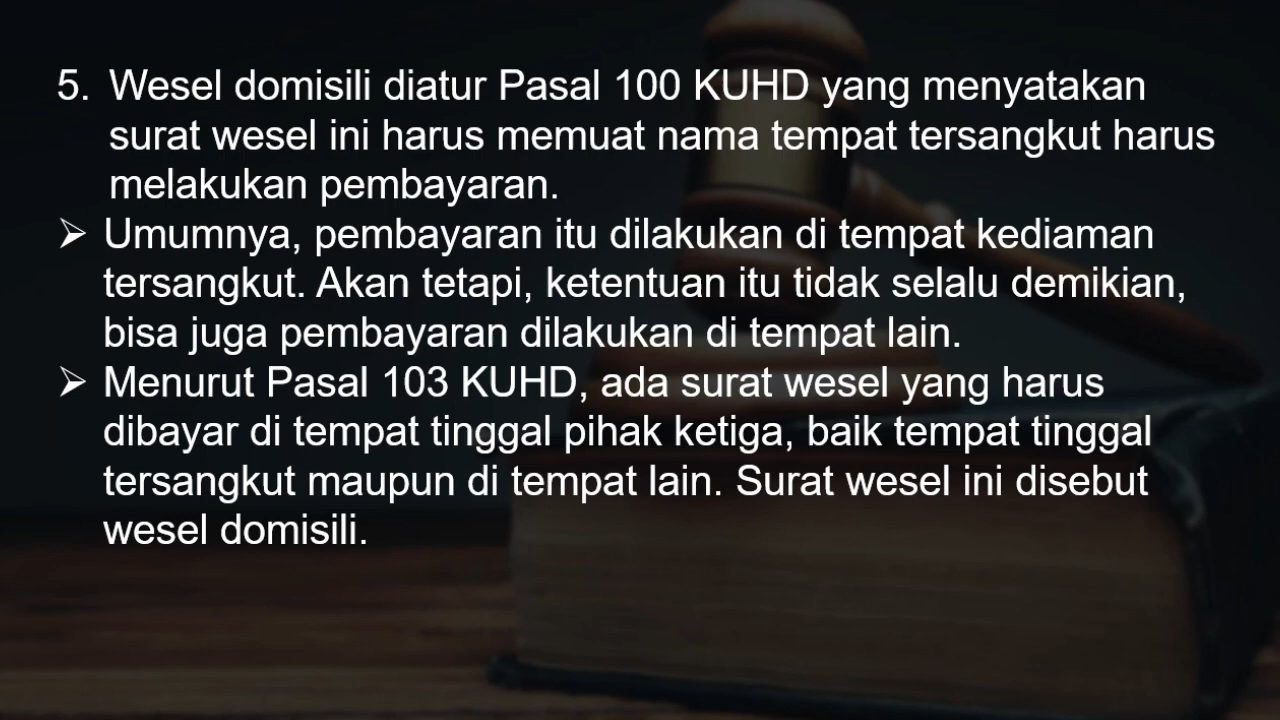 5. Wesel domisili diatur Pasal 100 KUHD yang menyatakan
surat wesel ini harus memuat nama tempat tersangkut harus
melakukan pembayaran.
➢ Umumnya, pembayaran itu dilakukan di tempat kediaman
tersangkut. Akan tetapi, ketentuan itu tidak selalu demikian,
bisa juga pembayaran dilakukan di tempat lain.
➢ Menurut Pasal 103 KUHD, ada surat wesel yang harus
dibayar di tempat tinggal pihak ketiga, baik tempat tinggal
tersangkut maupun di tempat lain. Surat wesel ini disebut
wesel domisili.